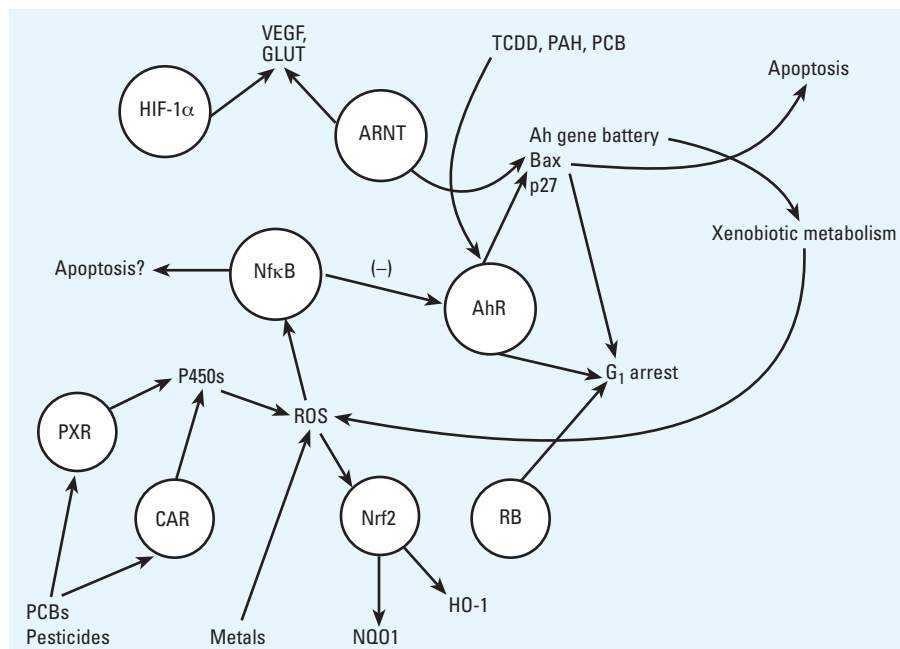 VEGF,
GLUT
TCDD, PAH, PCB
Apoptosis
HIF-1α
ARNT
Ah gene battery
Bax
p27
Xenobiotic metabolism
Apoptosis?
NfκB
(–)
AhR
P450s
G1 arrest
PXR
ROS
CAR
Nrf2
RB
HO-1
PCBs
Pesticides
Metals
NQO1